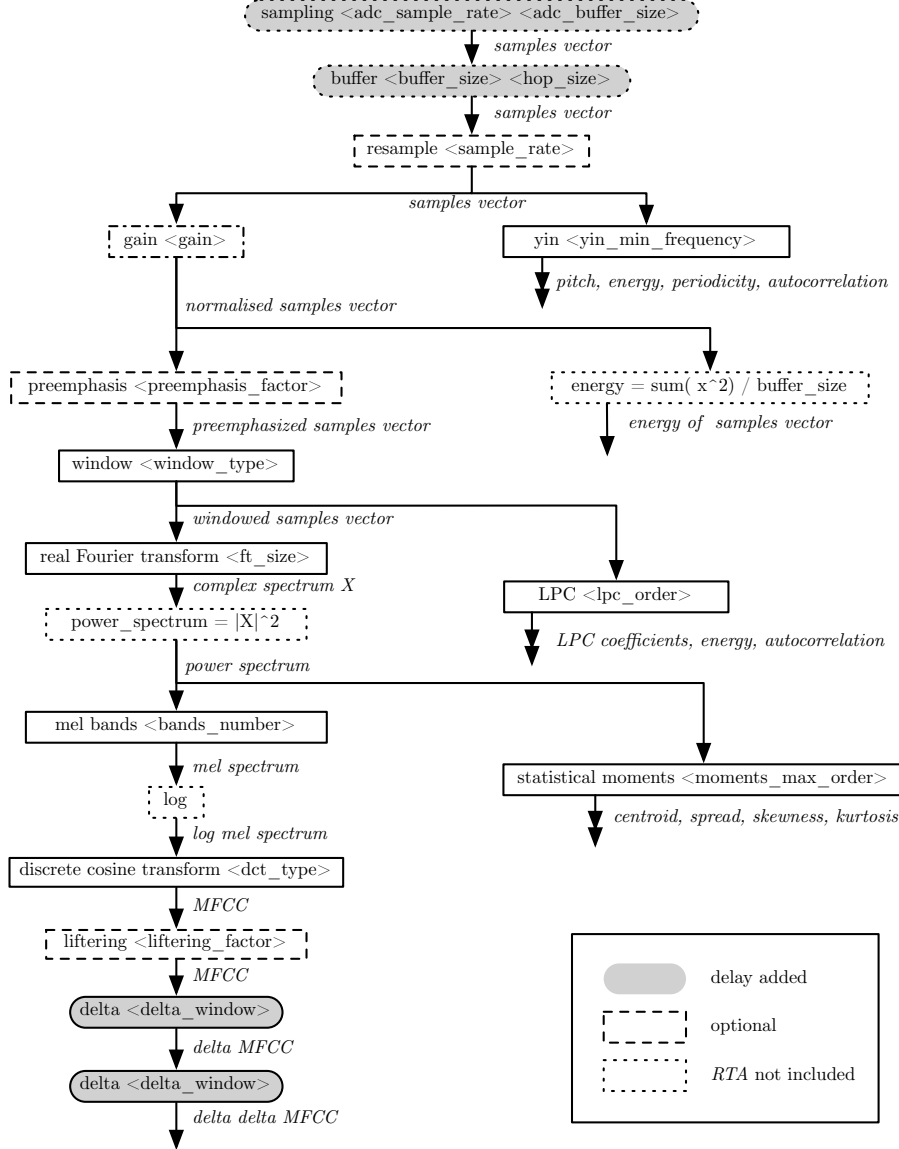 sampling <adc_sample_rate> <adc_buffer_size>
samples vector
buffer <buffer_size> <hop_size>
samples vector
resample <sample_rate>
samples vector
gain <gain>
yin <yin_min_frequency>
pitch, energy, periodicity, autocorrelation
normalised samples vector
preemphasis <preemphasis_factor>
energy = sum( x^2) / buffer_size
preemphasized samples vector
energy of samples vector
window <window_type>
windowed samples vector
real Fourier transform <ft_size>
complex spectrum X
LPC <lpc_order>
power_spectrum = |X|^2
LPC coefficients, energy, autocorrelation
power spectrum
mel bands <bands_number>
mel spectrum
statistical moments <moments_max_order>
log
centroid, spread, skewness, kurtosis
log mel spectrum
discrete cosine transform <dct_type>
MFCC
liftering <liftering_factor>
MFCC
delta <delta_window>
delta MFCC
delta <delta_window>
delta delta MFCC
delay added
optional
RTA not included